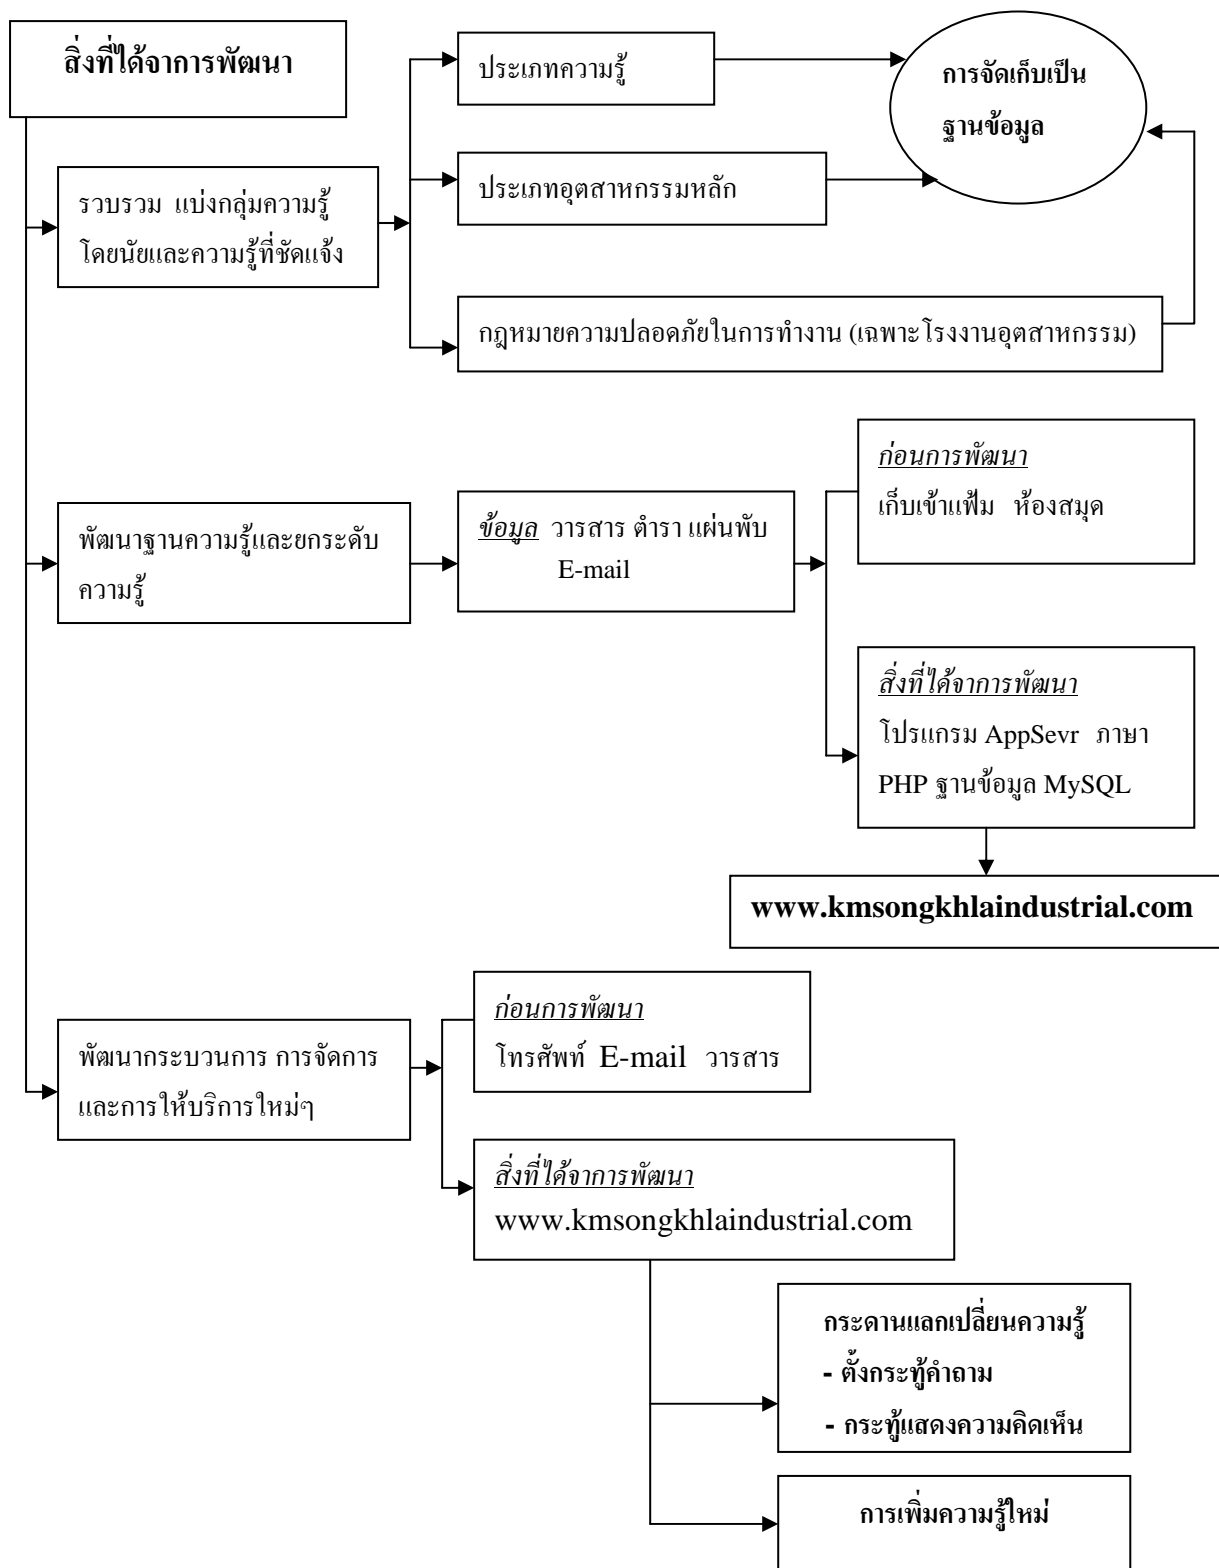 สิ่งที่ได้จาการพัฒนา
รวบรวม แบ่งกลุ่มความรู้
โดยนัยและความรู้ที่ชัดแจ้ง
ประเภทความรู้
ประเภทอุตสาหกรรมหลัก
กฎหมายความปลอดภัยในการทำงาน (เฉพาะโรงงานอุตสาหกรรม)
การจัดเก็บเป็น
ฐานข้อมูล
พัฒนาฐานความรู้และยกระดับ
ความรู้
ข้อมูล วารสาร ตำรา แผ่นพับ
E-mail
ก่อนการพัฒนา
เก็บเข้าแฟ้ม ห้องสมุด
สิ่งที่ได้จาการพัฒนา
โปรแกรม AppSevr ภาษา
PHP ฐานข้อมูล MySQL
www.kmsongkhlaindustrial.com
พัฒนากระบวนการ การจัดการ
และการให้บริการใหม่ๆ
ก่อนการพัฒนา
โทรศัพท์ E-mail วารสาร
สิ่งที่ได้จาการพัฒนา
www.kmsongkhlaindustrial.com
กระดานแลกเปลี่ยนความรู้
- ตั้งกระทู้คำถาม
- กระทู้แสดงความคิดเห็น
การเพิ่มความรู้ใหม่